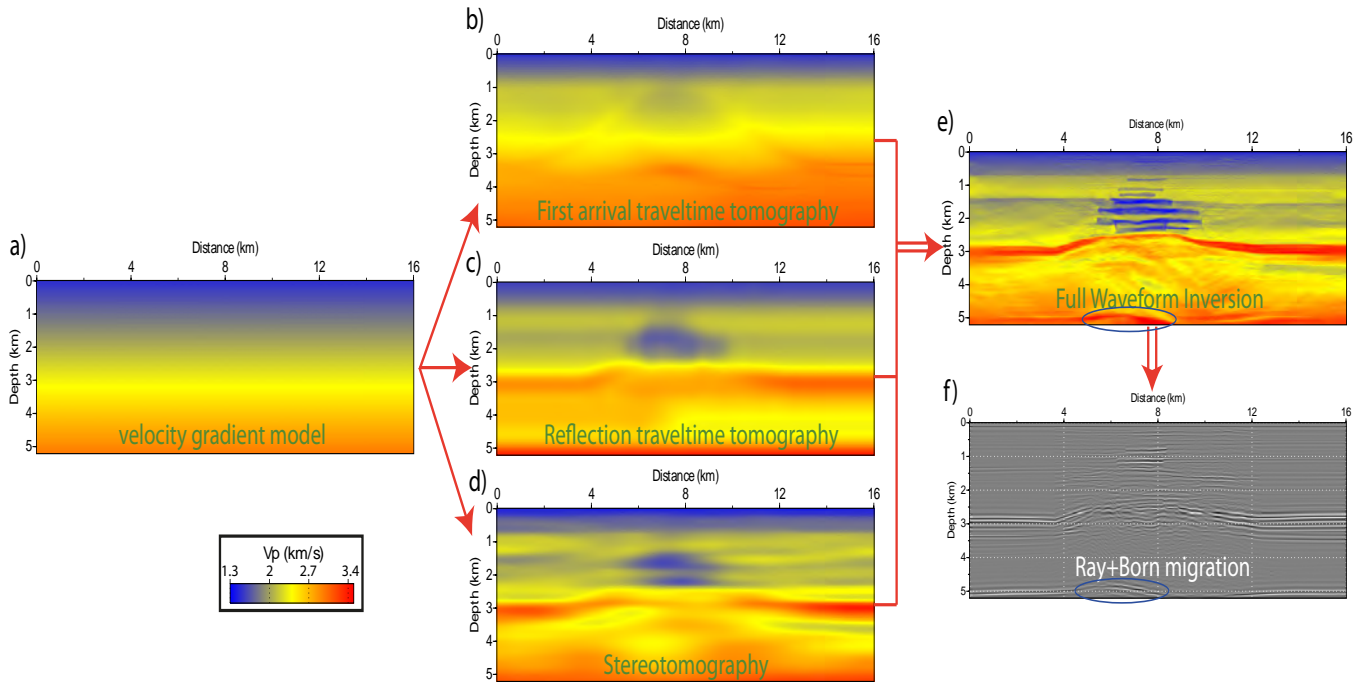 a)
Distance (km)
0 4 8 12 16
Depth (km)
0
1
2
3
4
5
velocity gradient model
Vp (km/s)
1.3 2 2.7 3.4
b)
Distance (km)
0 4 8 12 16
Depth (km)
0
1
2
3
4
5
First arrival traveltime tomography
c)
Distance (km)
0 4 8 12 16
Depth (km)
0
1
2
3
4
5
Reflection traveltime tomography
d)
Distance (km)
0 4 8 12 16
Depth (km)
0
1
2
3
4
5
Stereotomography
e)
Distance (km)
0 4 8 12 16
Depth (km)
0
1
2
3
4
5
Full Waveform Inversion
f)
Distance (km)
0 4 8 12 16
Depth (km)
0
1
2
3
4
5
Ray+Born migration